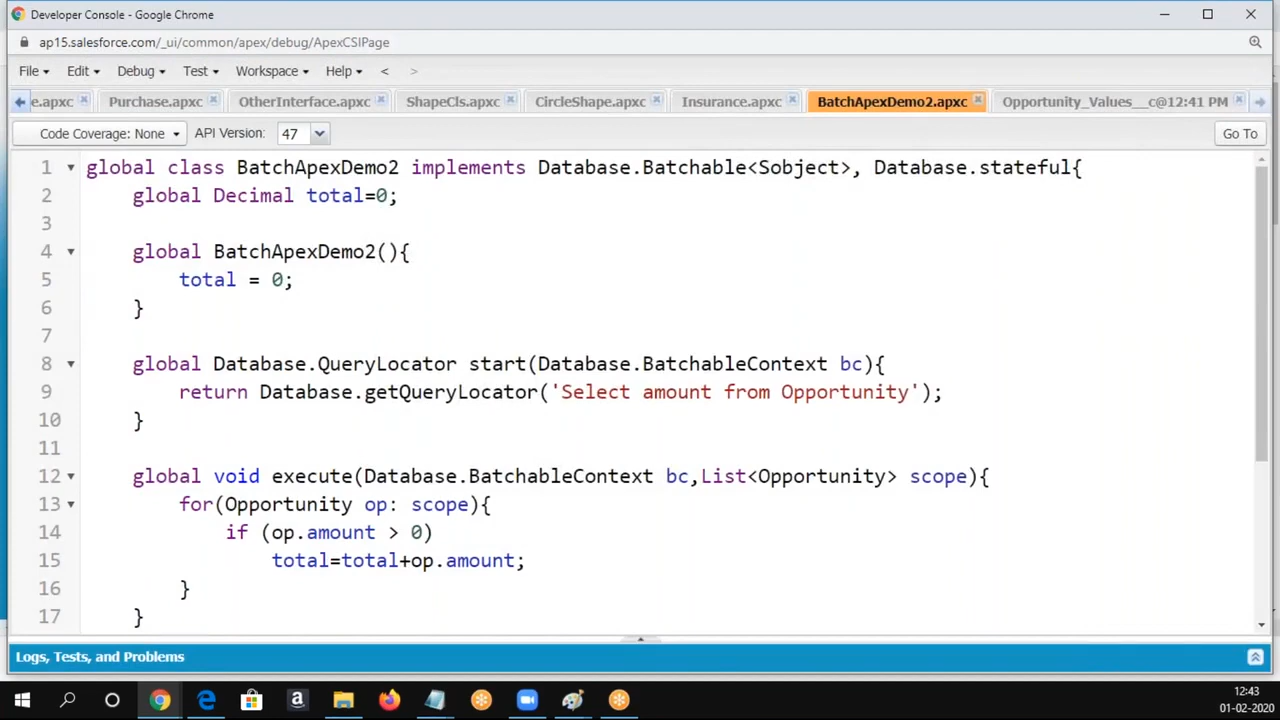 Developer Console - Google Chrome
ap15.salesforce.com/_ui/common/apex/debug/ApexCSIPage
File Edit Debug Test Workspace Help < >
e.apxc Purchase.apxc OtherInterface.apxc ShapeCls.apxc CircleShape.apxc Insurance.apxc BatchApexDemo2.apxc Opportunity_Values__c@12:41 PM
Code Coverage: None API Version: 47 Go To
1 global class BatchApexDemo2 implements Database.Batchable<Sobject>, Database.stateful{
2 global Decimal total=0;
3
4 global BatchApexDemo2(){
5 total = 0;
6 }
7
8 global Database.QueryLocator start(Database.BatchableContext bc){
9 return Database.getQueryLocator('Select amount from Opportunity');
10 }
11
12 global void execute(Database.BatchableContext bc,List<Opportunity> scope){
13 for(Opportunity op: scope){
14 if (op.amount > 0)
15 total=total+op.amount;
16 }
17 }
Logs, Tests, and Problems
12:43
01-02-2020